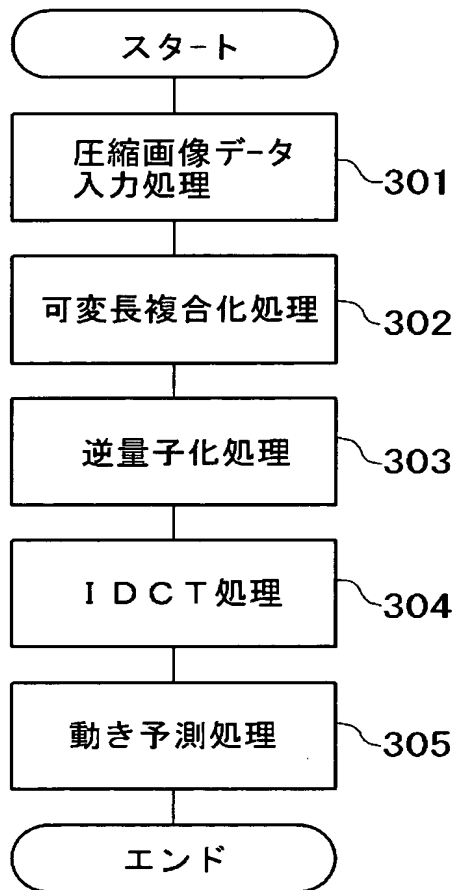 スタート
圧縮画像データ
入力処理
301
可変長複合化処理
302
逆量子化処理
303
IDCT処理
304
動き予測処理
305
エンド